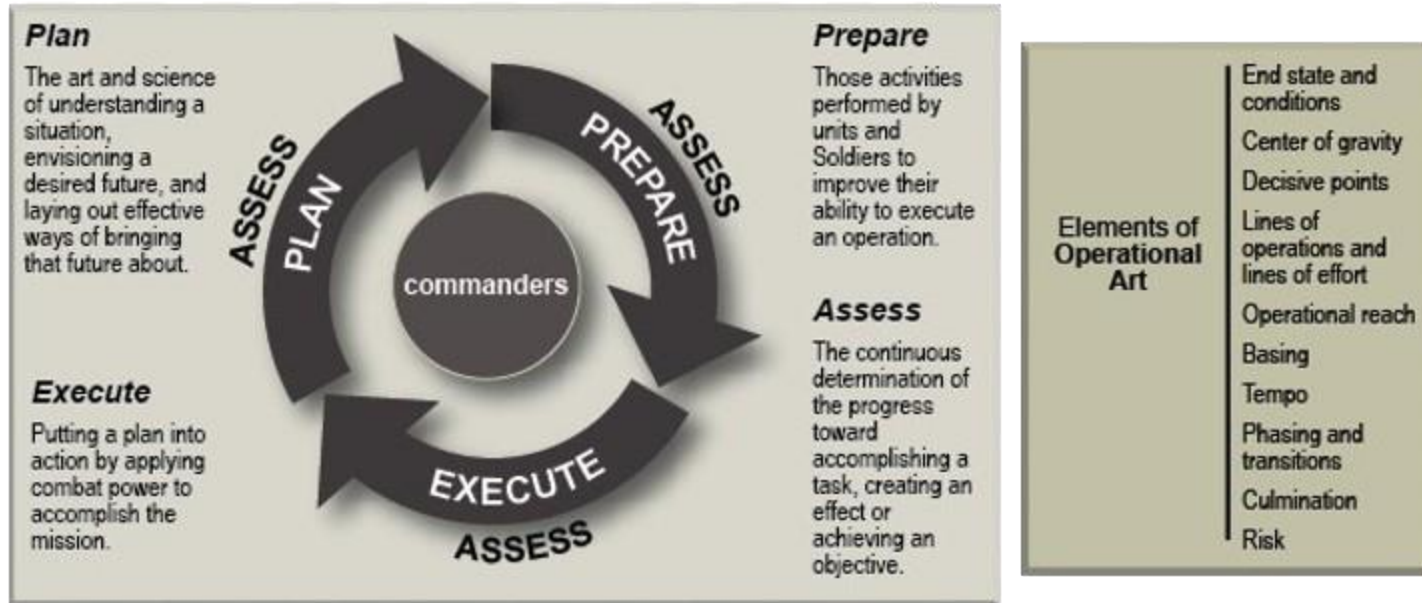 Plan
The art and science
of understanding a
situation,
envisioning a
desired future, and
laying out effective
ways of bringing
that future about.
Execute
Putting a plan into
action by applying
combat power to
accomplish the
mission.
ASSESS
PLAN
ASSESS
PREPARE
commanders
EXECUTE
ASSESS
Prepare
Those activities
performed by
units and
Soldiers to
improve their
ability to execute
an operation.
Assess
The continuous
determination of
the progress
toward
accomplishing a
task, creating an
effect or
achieving an
objective.
Elements of
Operational
Art
End state and
conditions
Center of gravity
Decisive points
Lines of
operations and
lines of effort
Operational reach
Basing
Tempo
Phasing and
transitions
Culmination
Risk